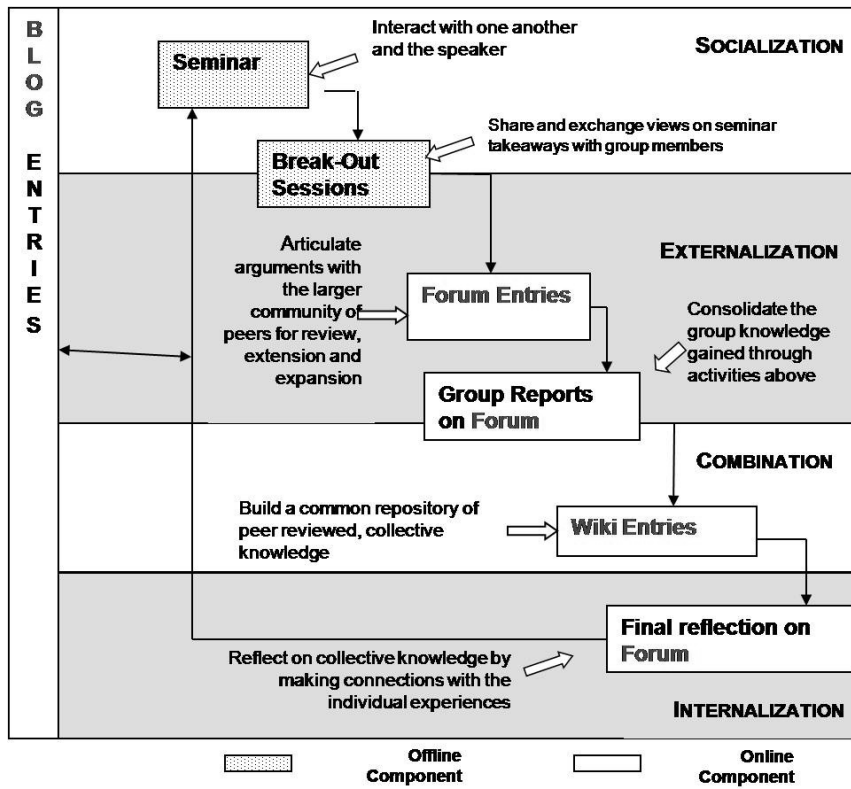 BLOG ENTRIES
Interact with one another
and the speaker
SOCIALIZATION
Seminar
Share and exchange views on seminar
takeaways with group members
Break-Out
Sessions
EXTERNALIZATION
Articulate
arguments with
the larger
community of
peers for review,
extension and
expansion
Forum Entries
Consolidate the
group knowledge
gained through
activities above
Group Reports
on Forum
COMBINATION
Build a common repository of
peer reviewed, collective
knowledge
Wiki Entries
Final reflection on
Forum
Reflect on collective knowledge by
making connections with the
individual experiences
INTERNALIZATION
Offline
Component
Online
Component